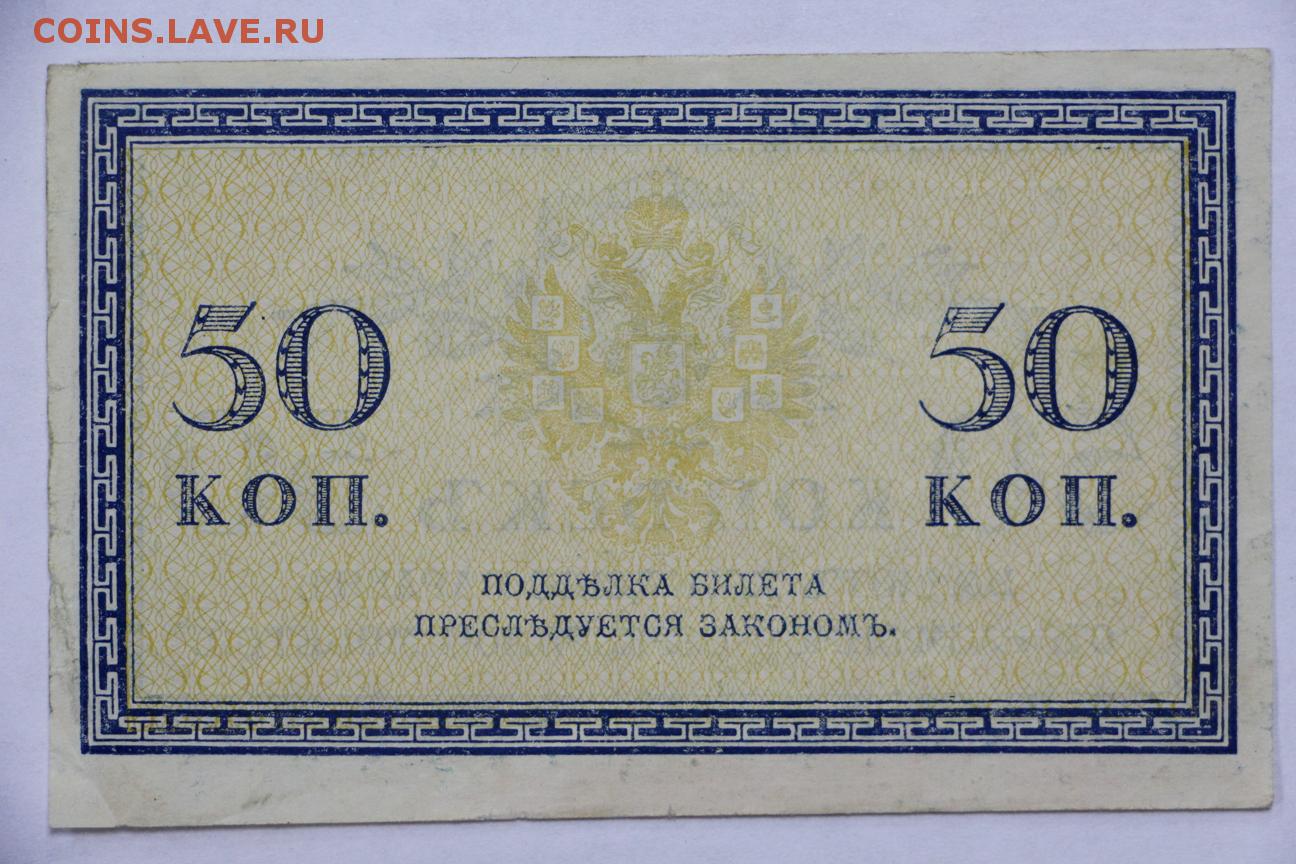 COINS.LAVE.RU
50 50
КОП. КОП.
ПОДДѢЛКА БИЛЕТА
ПРЕСЛѢДУЕТСЯ ЗАКОНОМЪ.